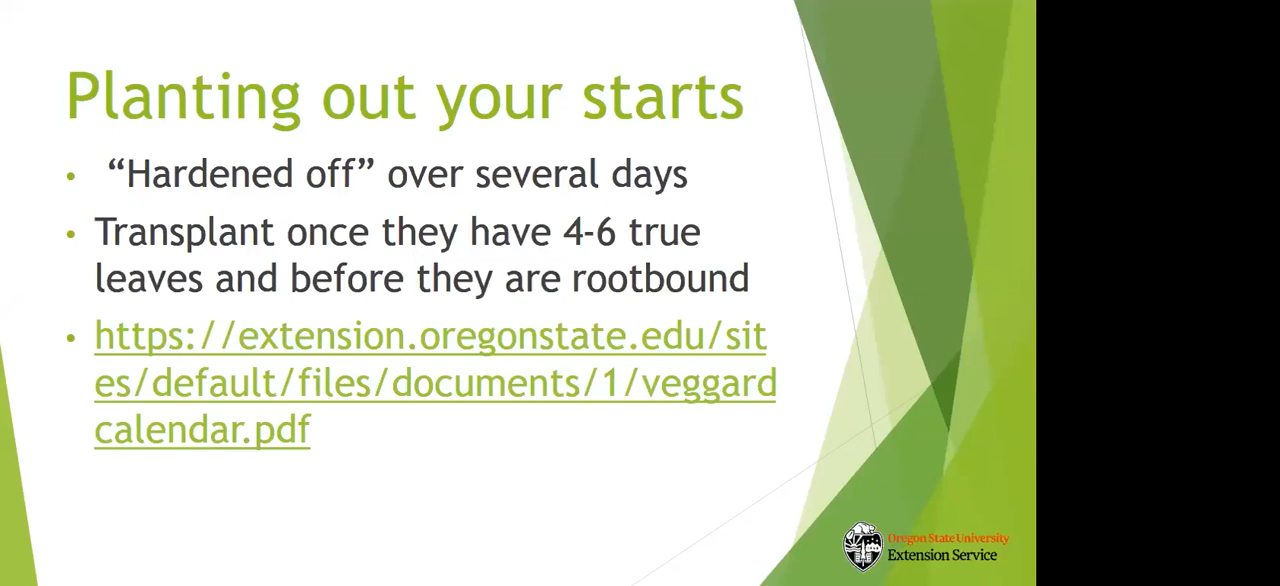 Planting out your starts
• “Hardened off” over several days
• Transplant once they have 4-6 true
leaves and before they are rootbound
• https://extension.oregonstate.edu/sit
es/default/files/documents/1/veggard
calendar.pdf
Oregon State University
Extension Service